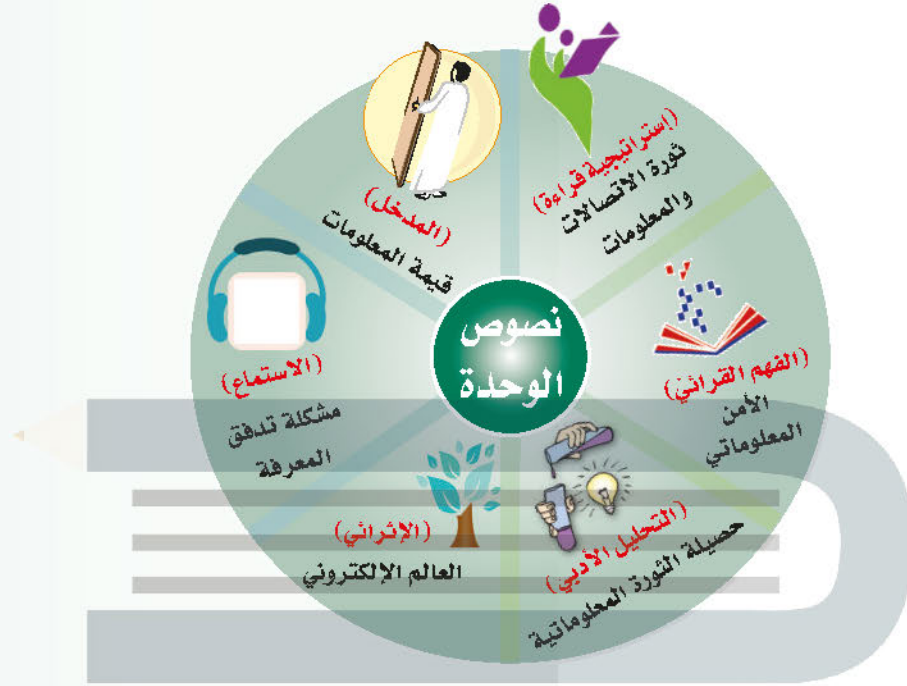 نصوص
الوحدة
(المدخل)
قيمة المعلومات
(إستراتيجية قراءة)
ثورة الاتصالات
والمعلومات
(الفهم القرائي)
الأمن
المعلوماتي
(التحليل الأدبي)
حصيلة الثورة المعلوماتية
(الإثرائي)
العالم الإلكتروني
(الاستماع)
مشكلة تدفق
المعرفة